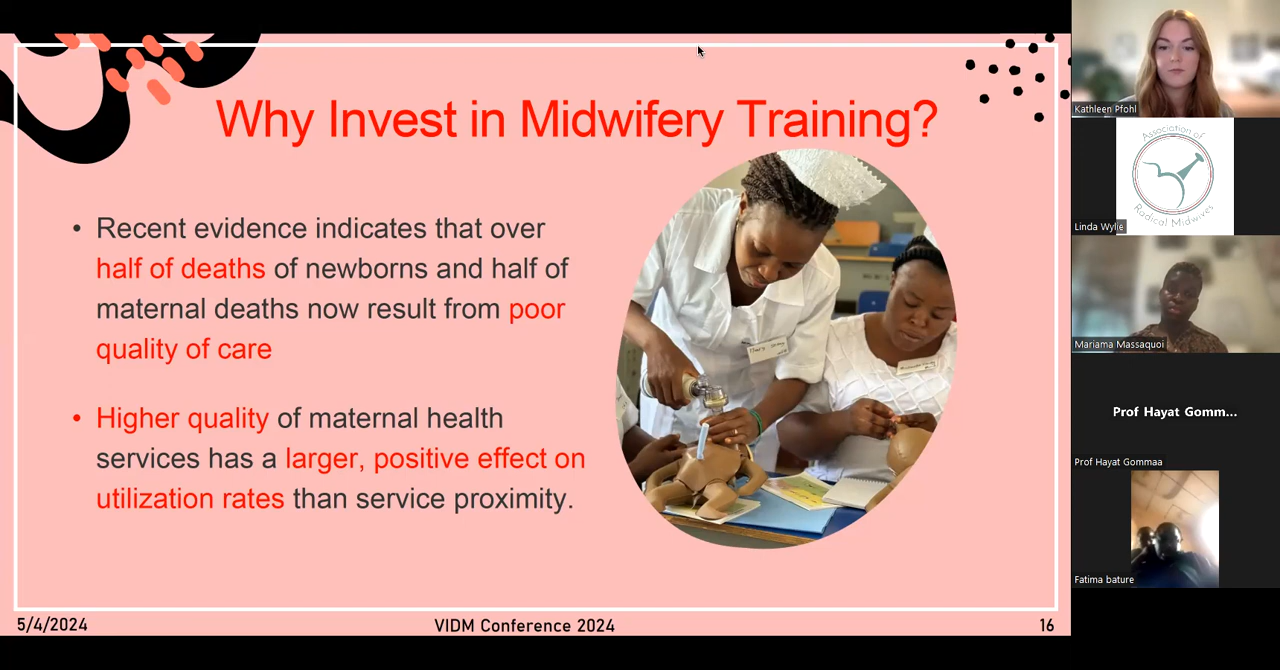 Why Invest in Midwifery Training?
• Recent evidence indicates that over
half of deaths of newborns and half of
maternal deaths now result from poor
quality of care
• Higher quality of maternal health
services has a larger, positive effect on
utilization rates than service proximity.
5/4/2024
VIDM Conference 2024
16
Kathleen Pfohl
Association of
Radical Midwives
Linda Wylie
Mariama Massaquoi
Prof Hayat Gomm...
Prof Hayat Gommaa
Fatima bature